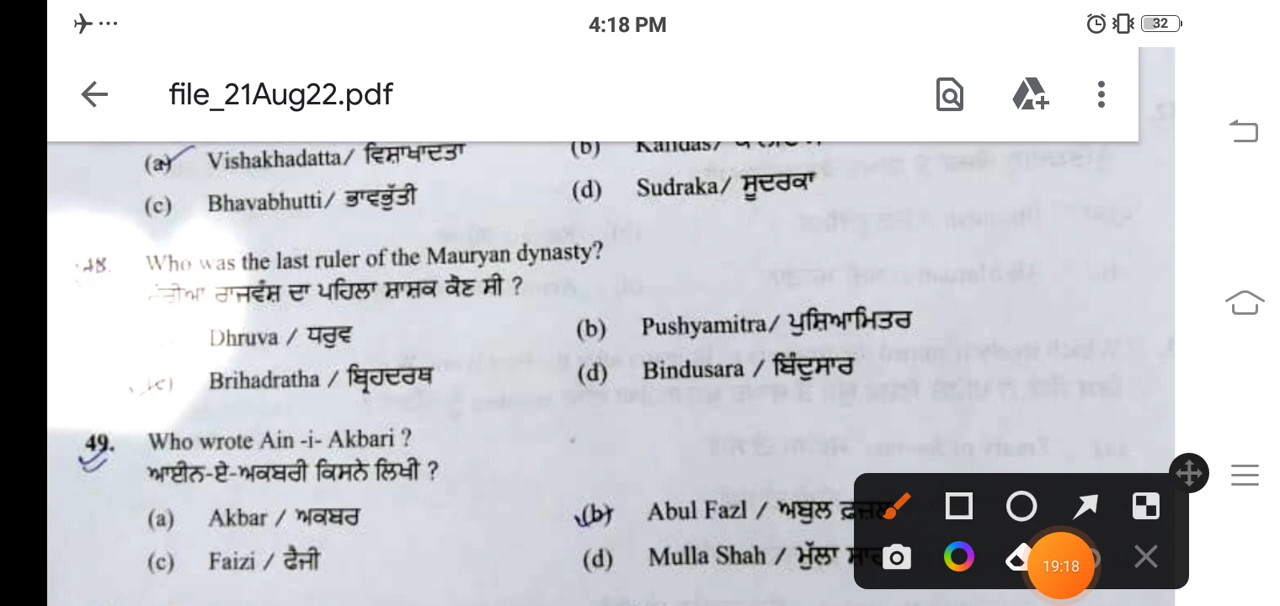 4:18 PM
32
file_21Aug22.pdf
(a) Vishakhadatta/ ਵਿਸ਼ਾਖਾਦਤਾ (b)
(c) Bhavabhutti/ ਭਾਵਭੁੱਤੀ (d) Sudraka/ ਸੂਦਰਕਾ
48. Who was the last ruler of the Mauryan dynasty?
ਰਾਜਵੰਸ਼ ਦਾ ਪਹਿਲਾ ਸ਼ਾਸ਼ਕ ਕੌਣ ਸੀ ?
Dhruva / ਧਰੁਵ (b) Pushyamitra/ ਪੁਸ਼ਿਆਮਿਤਰ
(c) Brihadratha / ਬ੍ਰਿਹਦਰਥ (d) Bindusara / ਬਿੰਦੁਸਾਰ
49. Who wrote Ain -i- Akbari ?
ਆਈਨ-ਏ-ਅਕਬਰੀ ਕਿਸਨੇ ਲਿਖੀ ?
(a) Akbar / ਅਕਬਰ (b) Abul Fazl / ਅਬੁਲ
(c) Faizi / ਫੈਜੀ (d) Mulla Shah / ਮੁੱਲਾ
19:18